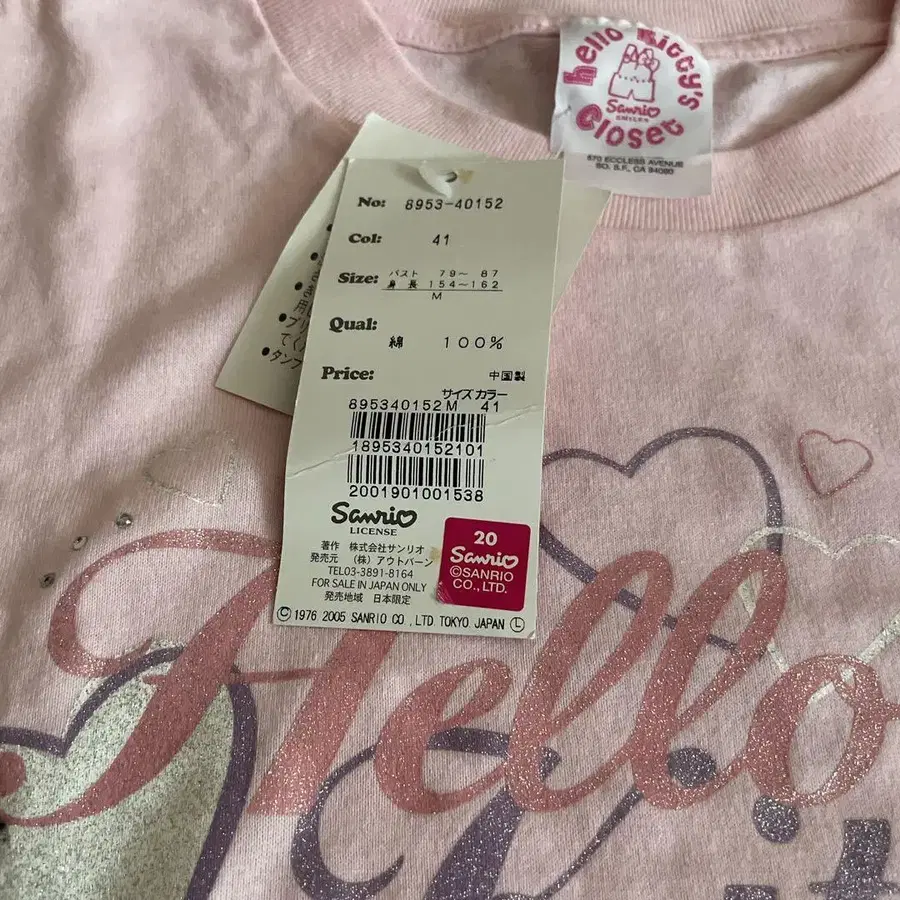 hello Kitty's
Closet
Sanrio
SMILES
570 ECCLESS AVENUE
SO. S.F., CA 94080
No: 8953-40152
Col: 41
Size: バスト 79～87
身長 154～162
M
Qual:
綿 100%
Price: 中国製
サイズ カラー
895340152M 41
1895340152101
2001901001538
Sanrio
LICENSE
著作 株式会社サンリオ
発売元 (株)アウトバーン
TEL03-3891-8164
FOR SALE IN JAPAN ONLY
発売地域 日本限定
20
Sanrio
©SANRIO
CO., LTD.
© 1976 2005 SANRIO CO., LTD. TOKYO, JAPAN Ⓛ
Hello